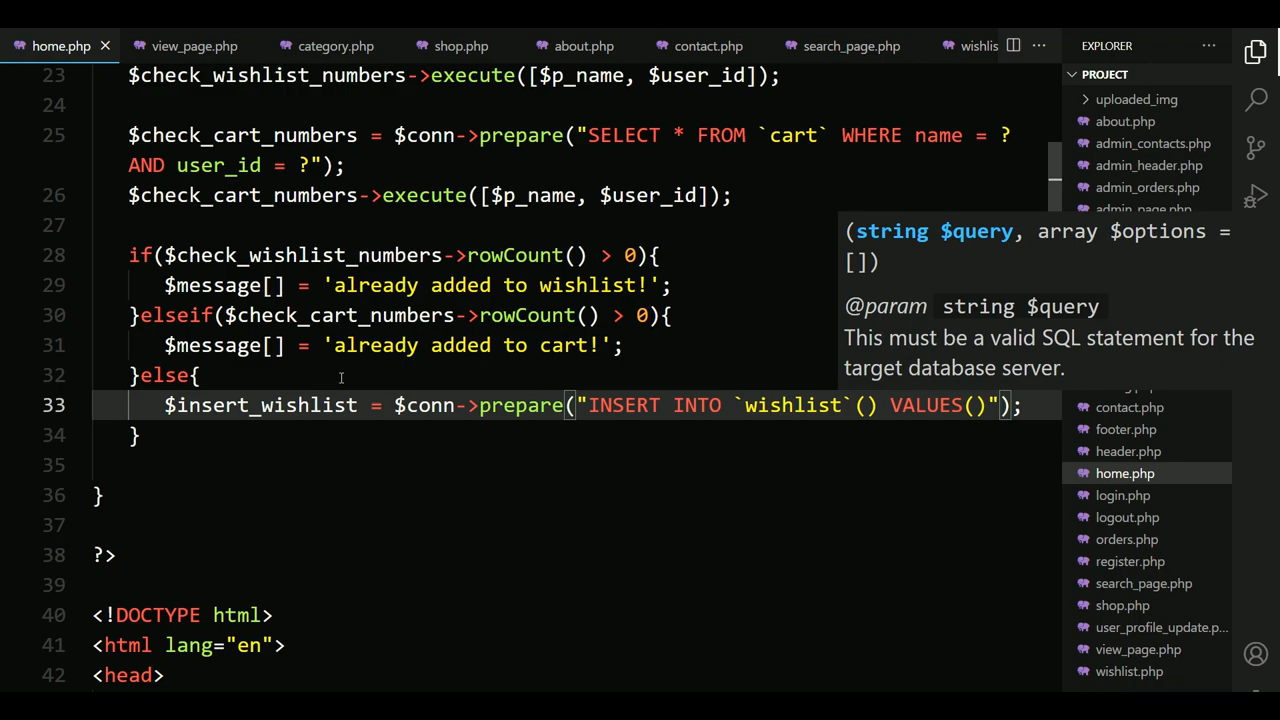 home.php
view_page.php
category.php
shop.php
about.php
contact.php
search_page.php
wishlis
EXPLORER
23 $check_wishlist_numbers->execute([$p_name, $user_id]);
24
25 $check_cart_numbers = $conn->prepare("SELECT * FROM `cart` WHERE name = ?
AND user_id = ?");
26 $check_cart_numbers->execute([$p_name, $user_id]);
27
28 if($check_wishlist_numbers->rowCount() > 0){
29 $message[] = 'already added to wishlist!';
30 }elseif($check_cart_numbers->rowCount() > 0){
31 $message[] = 'already added to cart!';
32 }else{
33 $insert_wishlist = $conn->prepare("INSERT INTO `wishlist`() VALUES()");
34 }
35
36 }
37
38 ?>
39
40 <!DOCTYPE html>
41 <html lang="en">
42 <head>
(string $query, array $options =
[])
@param string $query
This must be a valid SQL statement for the
target database server.
PROJECT
uploaded_img
about.php
admin_contacts.php
admin_header.php
admin_orders.php
admin_page.php
contact.php
footer.php
header.php
home.php
login.php
logout.php
orders.php
register.php
search_page.php
shop.php
user_profile_update.p...
view_page.php
wishlist.php